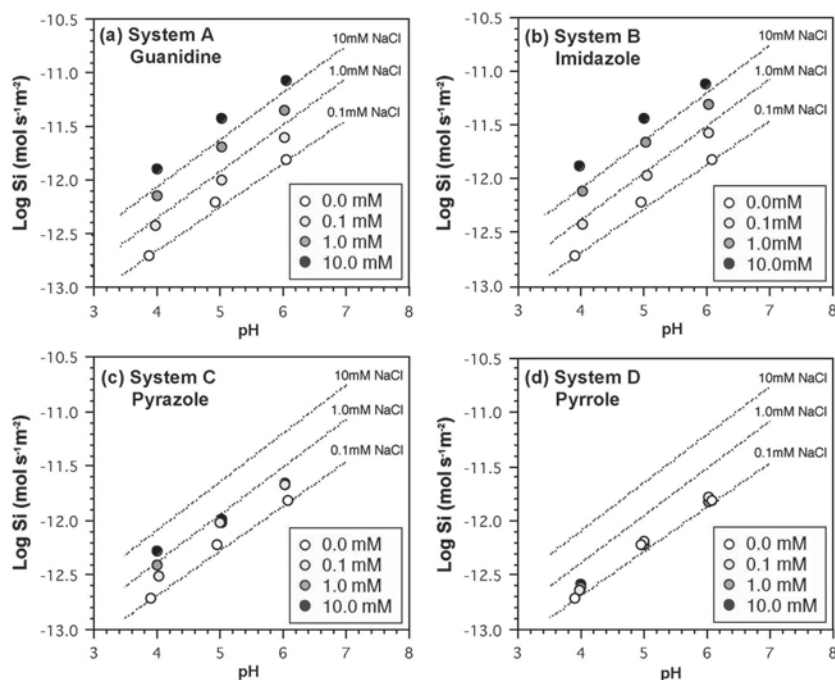 (a) System A
Guanidine
10mM NaCl
1.0mM NaCl
0.1mM NaCl
0.0 mM
0.1 mM
1.0 mM
10.0 mM
-10.5
-11.0
-11.5
-12.0
-12.5
-13.0
Log Si (mol s⁻¹m⁻²)
3 4 5 6 7 8
pH
(b) System B
Imidazole
10mM NaCl
1.0mM NaCl
0.1mM NaCl
0.0mM
0.1mM
1.0mM
10.0mM
-10.5
-11.0
-11.5
-12.0
-12.5
-13.0
Log Si (mol s⁻¹m⁻²)
3 4 5 6 7 8
pH
(c) System C
Pyrazole
10mM NaCl
1.0mM NaCl
0.1mM NaCl
0.0 mM
0.1 mM
1.0 mM
10.0 mM
-10.5
-11.0
-11.5
-12.0
-12.5
-13.0
Log Si (mol s⁻¹m⁻²)
3 4 5 6 7 8
pH
(d) System D
Pyrrole
10mM NaCl
1.0mM NaCl
0.1mM NaCl
0.0 mM
0.1 mM
1.0 mM
10.0 mM
-10.5
-11.0
-11.5
-12.0
-12.5
-13.0
Log Si (mol s⁻¹m⁻²)
3 4 5 6 7 8
pH